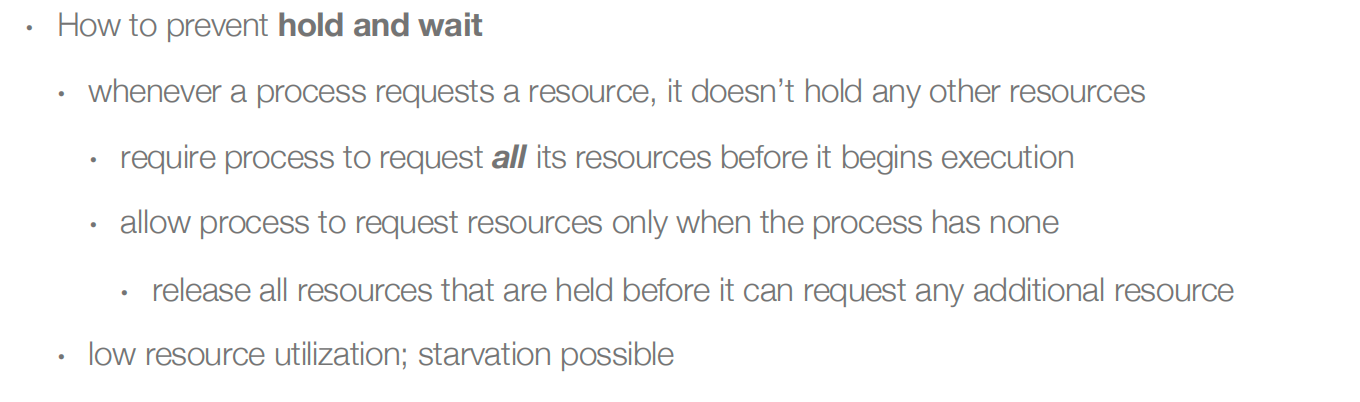 • How to prevent hold and wait
• whenever a process requests a resource, it doesn’t hold any other resources
• require process to request all its resources before it begins execution
• allow process to request resources only when the process has none
• release all resources that are held before it can request any additional resource
• low resource utilization; starvation possible